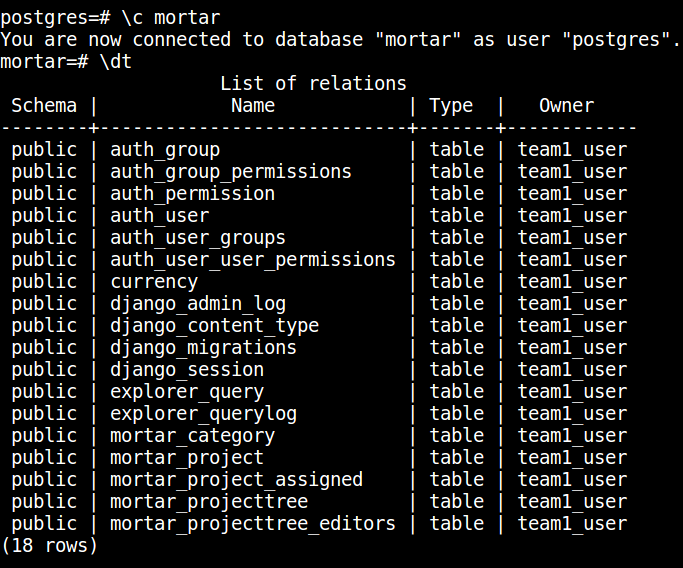 postgres=# \c mortar
You are now connected to database "mortar" as user "postgres".
mortar=# \dt
                    List of relations
 Schema |            Name            | Type  |   Owner
--------+----------------------------+-------+------------
 public | auth_group                 | table | team1_user
 public | auth_group_permissions     | table | team1_user
 public | auth_permission            | table | team1_user
 public | auth_user                  | table | team1_user
 public | auth_user_groups           | table | team1_user
 public | auth_user_user_permissions | table | team1_user
 public | currency                   | table | team1_user
 public | django_admin_log           | table | team1_user
 public | django_content_type        | table | team1_user
 public | django_migrations          | table | team1_user
 public | django_session             | table | team1_user
 public | explorer_query             | table | team1_user
 public | explorer_querylog          | table | team1_user
 public | mortar_category            | table | team1_user
 public | mortar_project             | table | team1_user
 public | mortar_project_assigned    | table | team1_user
 public | mortar_projecttree         | table | team1_user
 public | mortar_projecttree_editors | table | team1_user
(18 rows)